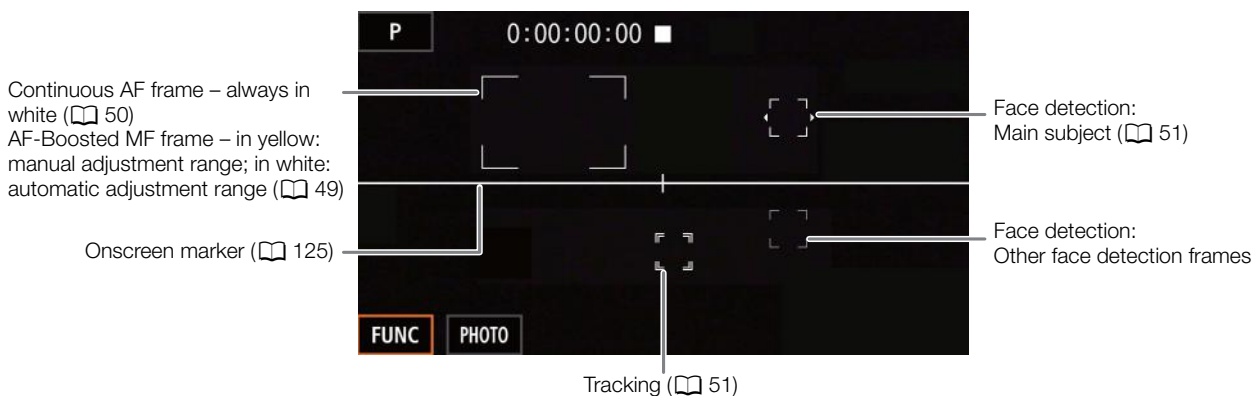 P
0:00:00:00
Continuous AF frame – always in
white (50)
AF-Boosted MF frame – in yellow:
manual adjustment range; in white:
automatic adjustment range (49)
Face detection:
Main subject (51)
Onscreen marker (125)
Face detection:
Other face detection frames
FUNC
PHOTO
Tracking (51)